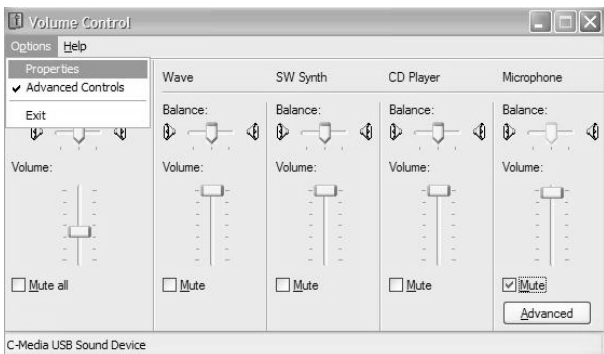 Volume Control
Options Help
Properties
Advanced Controls
Exit
Wave SW Synth CD Player Microphone
Balance: Balance: Balance: Balance:
Volume: Volume: Volume: Volume: Volume:
Mute all Mute Mute Mute Mute
Advanced
C-Media USB Sound Device